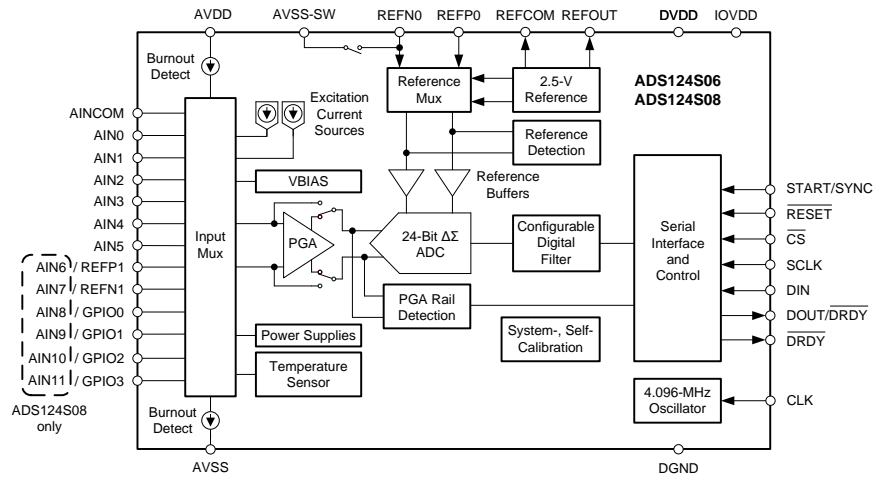 AVDD
AVSS-SW
REFN0
REFP0
REFCOM
REFOUT
DVDD
IOVDD
Burnout
Detect
Reference
Mux
2.5-V
Reference
ADS124S06
ADS124S08
AINCOM
AIN0
AIN1
AIN2
AIN3
AIN4
AIN5
AIN6 / REFP1
AIN7 / REFN1
AIN8 / GPIO0
AIN9 / GPIO1
AIN10 / GPIO2
AIN11 / GPIO3
ADS124S08
only
Input
Mux
Excitation
Current
Sources
VBIAS
Reference
Detection
Reference
Buffers
PGA
24-Bit ΔΣ
ADC
Configurable
Digital
Filter
Serial
Interface
and
Control
START/SYNC
RESET
CS
SCLK
DIN
DOUT/DRDY
DRDY
PGA Rail
Detection
Power Supplies
Temperature
Sensor
System-, Self-
Calibration
4.096-MHz
Oscillator
CLK
Burnout
Detect
AVSS
DGND